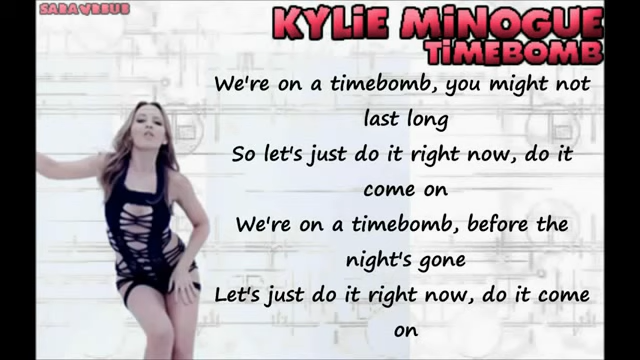 SARAVBBUB
KYLiE MiNOGUE
TiMEBOMB
We're on a timebomb, you might not
last long
So let's just do it right now, do it
come on
We're on a timebomb, before the
night's gone
Let's just do it right now, do it come
on